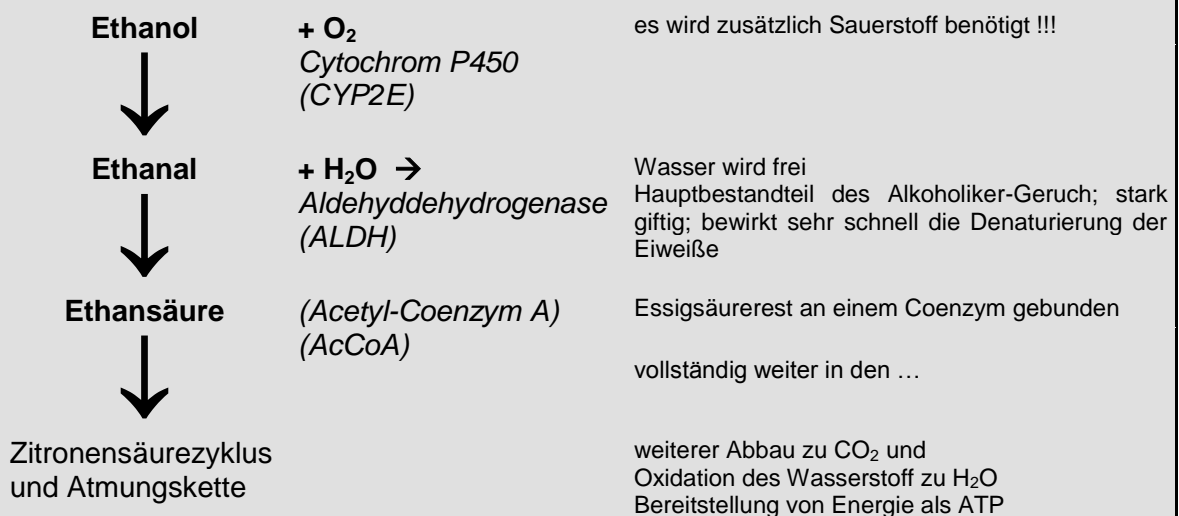 Ethanol + O₂ es wird zusätzlich Sauerstoff benötigt !!!
Cytochrom P450
(CYP2E)
Ethanal + H₂O → Wasser wird frei
Aldehyddehydrogenase Hauptbestandteil des Alkoholiker-Geruch; stark
(ALDH) giftig; bewirkt sehr schnell die Denaturierung der
Eiweiße
Ethansäure (Acetyl-Coenzym A) Essigsäurerest an einem Coenzym gebunden
(AcCoA)
vollständig weiter in den …
Zitronensäurezyklus weiterer Abbau zu CO₂ und
und Atmungskette Oxidation des Wasserstoff zu H₂O
Bereitstellung von Energie als ATP